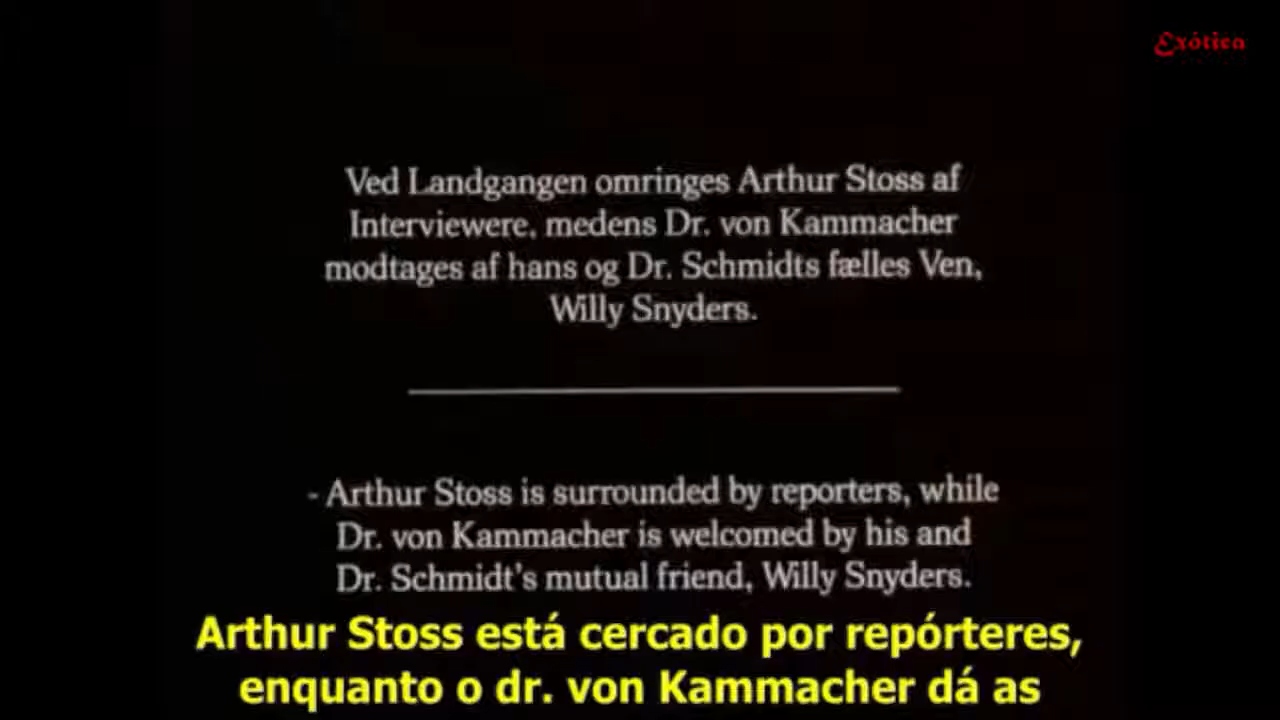 Exótica
Ved Landgangen omringes Arthur Stoss af
Interviewere, medens Dr. von Kammacher
modtages af hans og Dr. Schmidts fælles Ven,
Willy Snyders.
- Arthur Stoss is surrounded by reporters, while
Dr. von Kammacher is welcomed by his and
Dr. Schmidt's mutual friend, Willy Snyders.
Arthur Stoss está cercado por repórteres,
enquanto o dr. von Kammacher dá as